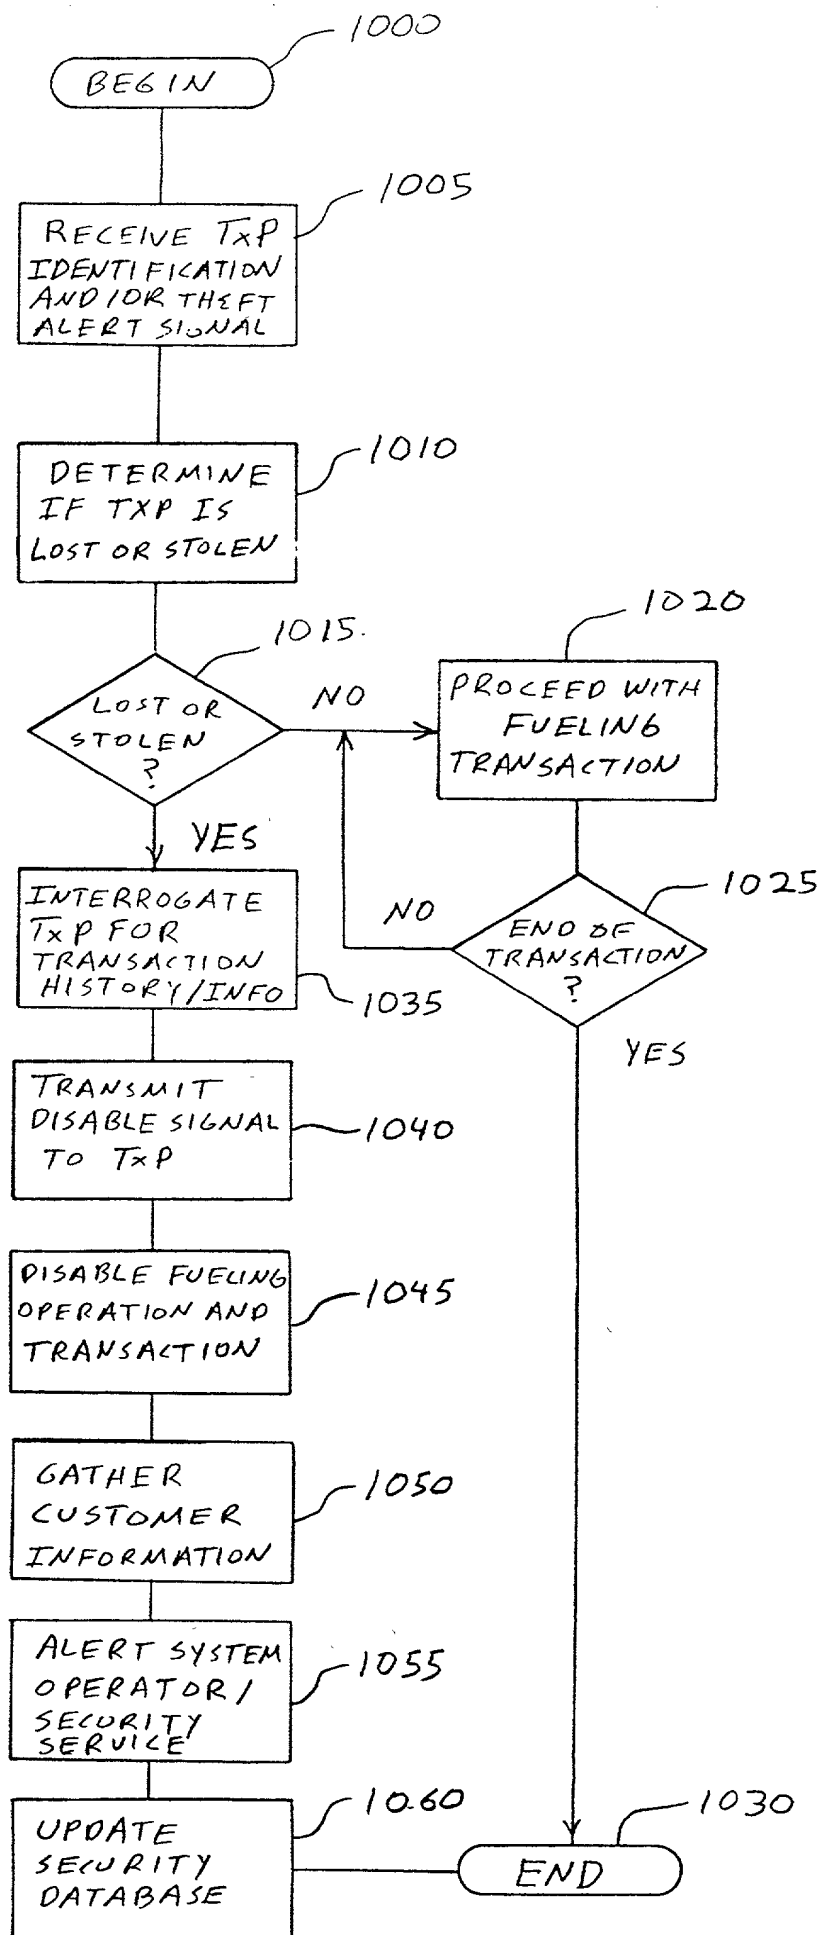 1000
BEGIN
1005
RECEIVE TxP
IDENTIFICATION
AND/OR THEFT
ALERT SIGNAL
1010
DETERMINE
IF TXP IS
LOST OR STOLEN
1015.
LOST OR
STOLEN
?
NO
1020
PROCEED WITH
FUELING
TRANSACTION
YES
1025
END OF
TRANSACTION
?
NO
YES
INTERROGATE
TxP FOR
TRANSACTION
HISTORY/INFO
1035
TRANSMIT
DISABLE SIGNAL
TO TxP
1040
DISABLE FUELING
OPERATION AND
TRANSACTION
1045
GATHER
CUSTOMER
INFORMATION
1050
ALERT SYSTEM
OPERATOR/
SECURITY
SERVICE
1055
UPDATE
SECURITY
DATABASE
1060
1030
END